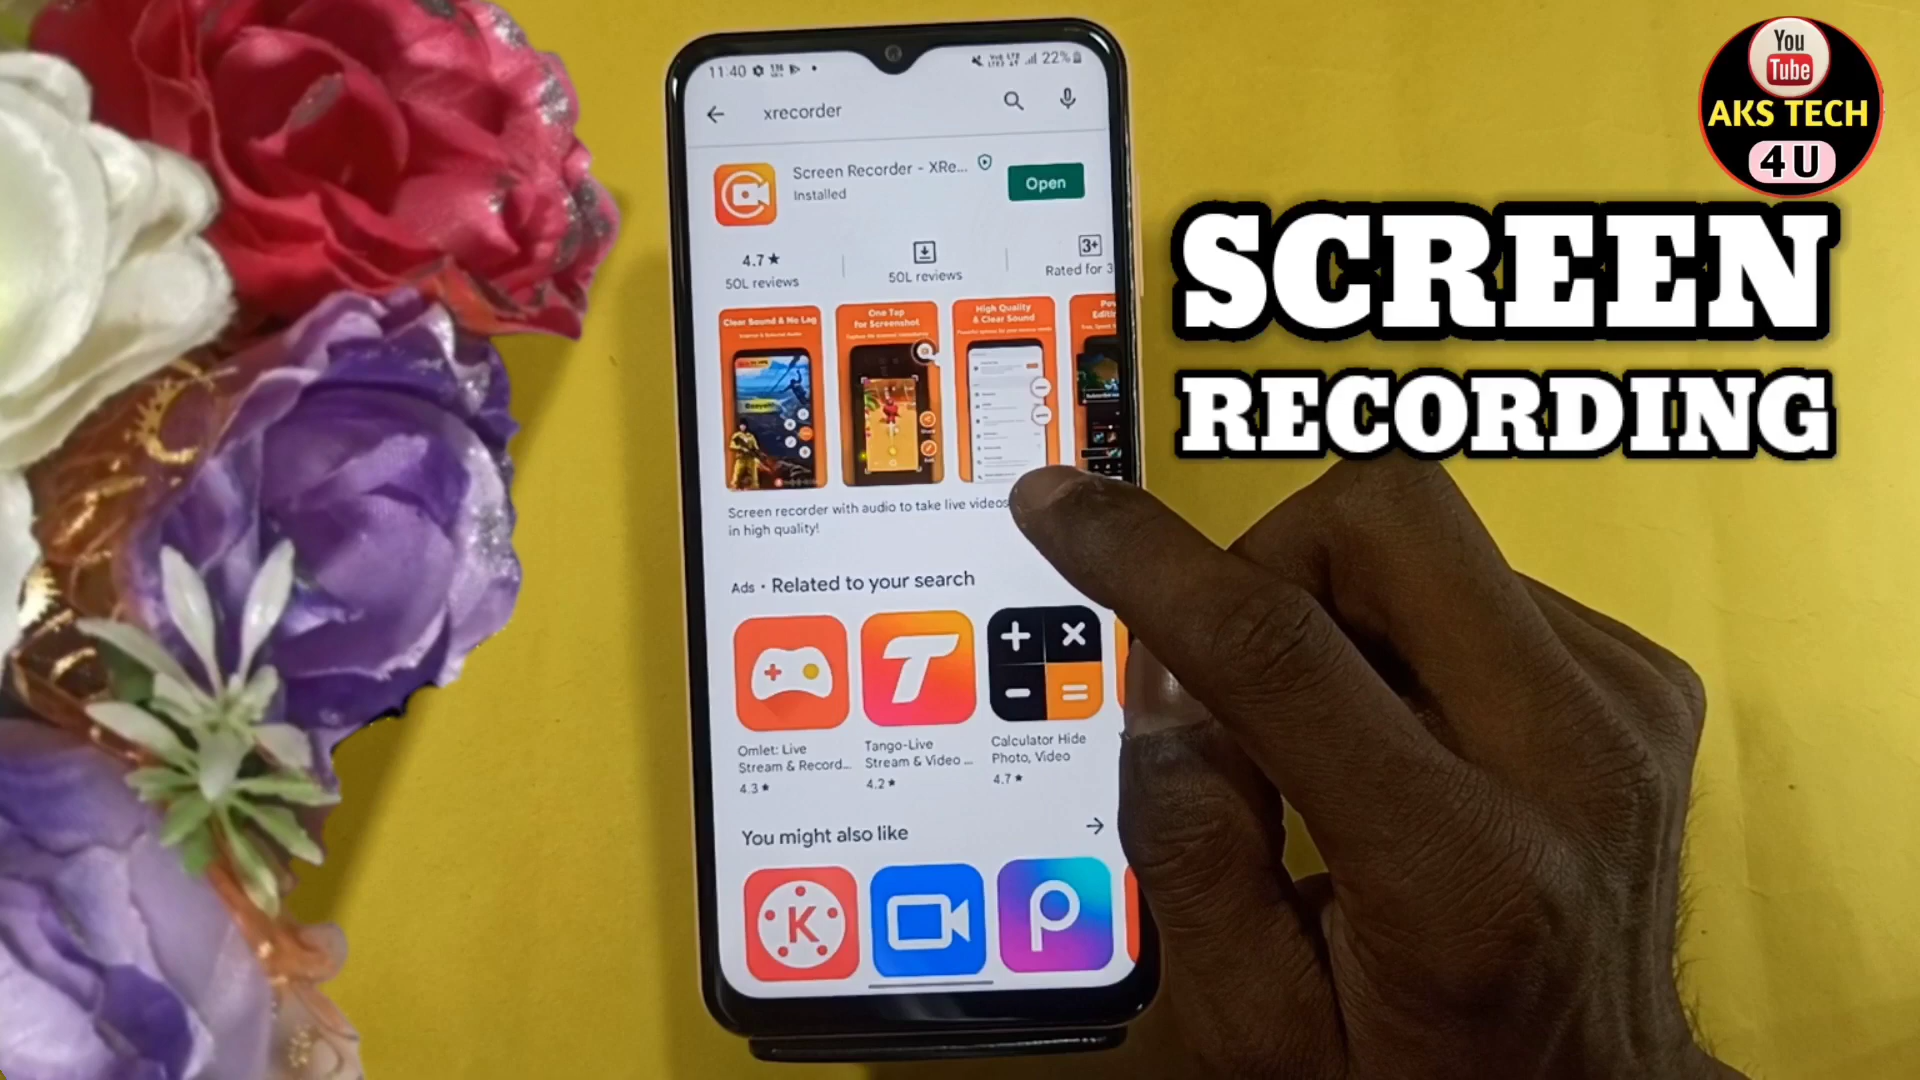 You
Tube
AKS TECH
4 U
SCREEN
RECORDING
11:40
22%
xrecorder
Screen Recorder - XRe...
Installed
Open
4.7★
50L reviews
50L reviews
3+
Rated for 3
Clear Sound & No Lag
One Tap
for Screenshot
High Quality
& Clear Sound
Screen recorder with audio to take live videos
in high quality!
Ads · Related to your search
Omlet: Live
Stream & Record...
4.3★
Tango-Live
Stream & Video ...
4.2★
Calculator Hide
Photo, Video
4.7★
You might also like
K